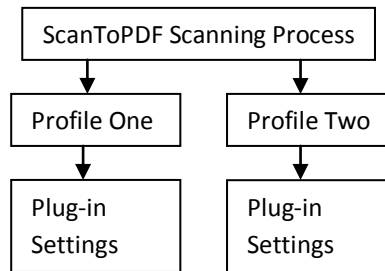 ScanToPDF Scanning Process
Profile One
Profile Two
Plug-in
Settings
Plug-in
Settings